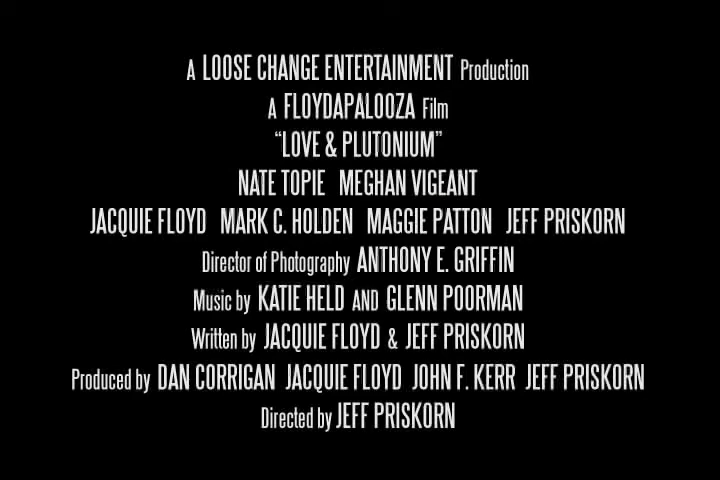 A LOOSE CHANGE ENTERTAINMENT Production
A FLOYDAPALOOZA Film
“LOVE & PLUTONIUM”
NATE TOPIE MEGHAN VIGEANT
JACQUIE FLOYD MARK C. HOLDEN MAGGIE PATTON JEFF PRISKORN
Director of Photography ANTHONY E. GRIFFIN
Music by KATIE HELD AND GLENN POORMAN
Written by JACQUIE FLOYD & JEFF PRISKORN
Produced by DAN CORRIGAN JACQUIE FLOYD JOHN F. KERR JEFF PRISKORN
Directed by JEFF PRISKORN